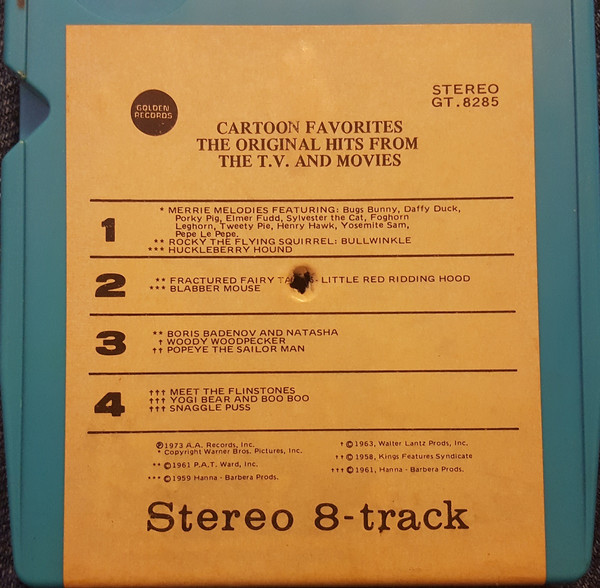 GOLDEN
RECORDS
STEREO
GT.8285
CARTOON FAVORITES
THE ORIGINAL HITS FROM
THE T.V. AND MOVIES
1
* MERRIE MELODIES FEATURING: Bugs Bunny, Daffy Duck,
Porky Pig, Elmer Fudd, Sylvester the Cat, Foghorn
Leghorn, Tweety Pie, Henry Hawk, Yosemite Sam,
Pepe Le Pepe.
** ROCKY THE FLYING SQUIRREL: BULLWINKLE
*** HUCKLEBERRY HOUND
2
** FRACTURED FAIRY - LITTLE RED RIDDING HOOD
*** BLABBER MOUSE
3
** BORIS BADENOV AND NATASHA
† WOODY WOODPECKER
†† POPEYE THE SAILOR MAN
4
††† MEET THE FLINSTONES
††† YOGI BEAR AND BOO BOO
††† SNAGGLE PUSS
℗1973 A.A. Records, Inc.
* Copyright Warner Bros. Pictures, Inc.
** ©1961 P.A.T. Ward, Inc.
*** ©1959 Hanna - Barbera Prods.
† ©1963, Walter Lantz Prods, Inc.
†† ©1958, Kings Features Syndicate
††† ©1961, Hanna - Barbera Prods.
Stereo 8-track